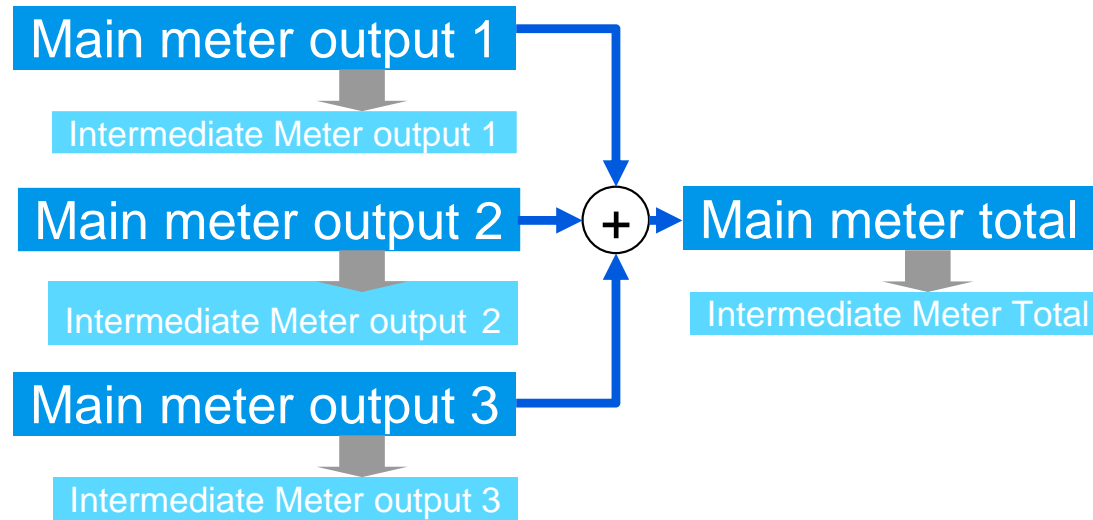 Main meter output 1
Intermediate Meter output 1
Main meter output 2
Intermediate Meter output 2
Main meter output 3
Intermediate Meter output 3
+
Main meter total
Intermediate Meter Total